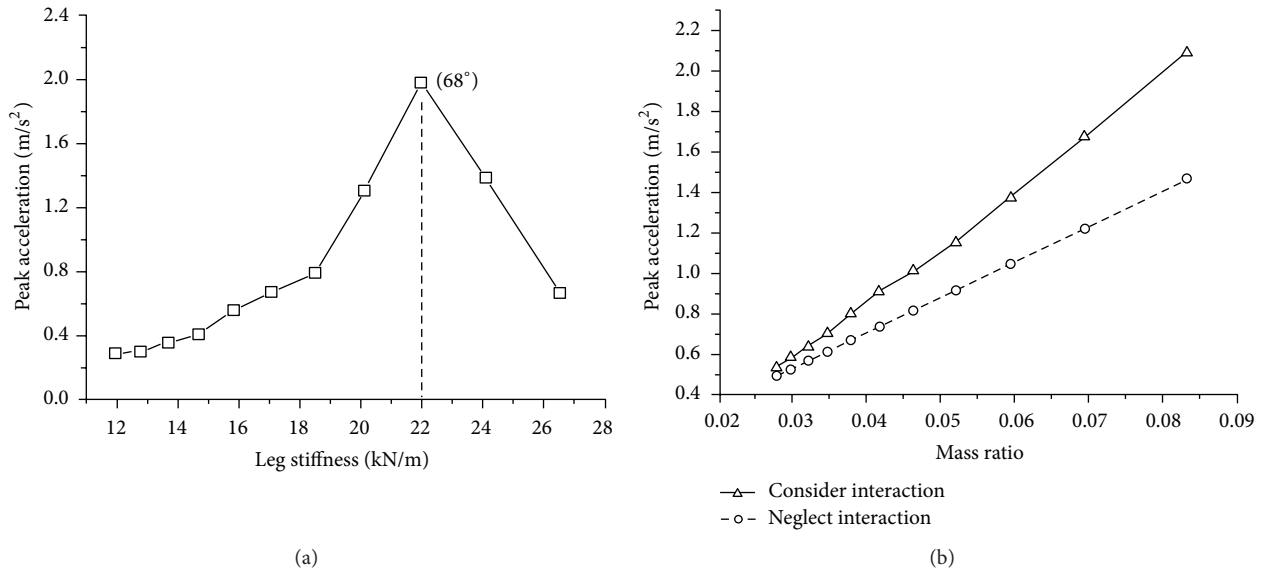 2.4
2.0
1.6
1.2
0.8
0.4
0.0
Peak acceleration (m/s²)
(68°)
12 14 16 18 20 22 24 26 28
Leg stiffness (kN/m)
(a)
2.2
2.0
1.8
1.6
1.4
1.2
1.0
0.8
0.6
0.4
Peak acceleration (m/s²)
0.02 0.03 0.04 0.05 0.06 0.07 0.08 0.09
Mass ratio
Consider interaction
Neglect interaction
(b)